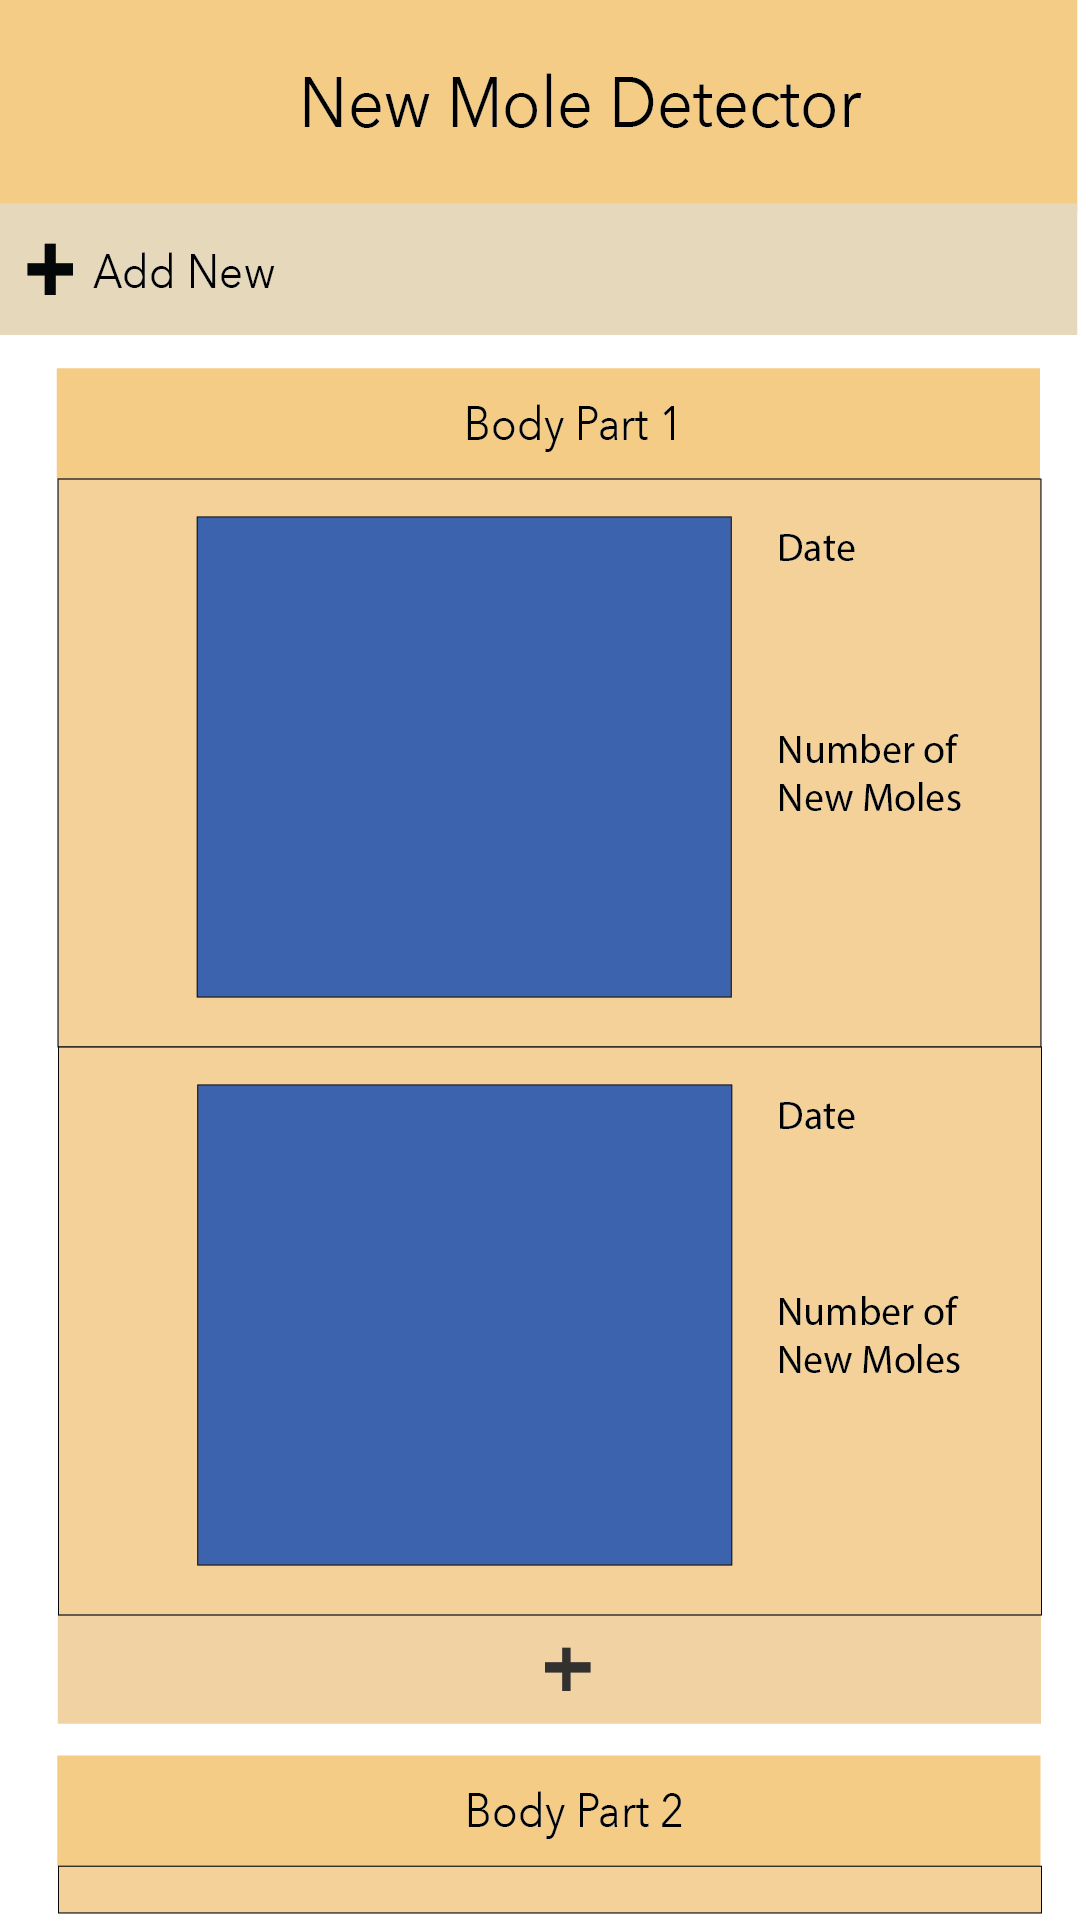 New Mole Detector
Add New
Body Part 1
Date
Number of
New Moles
Date
Number of
New Moles
Body Part 2